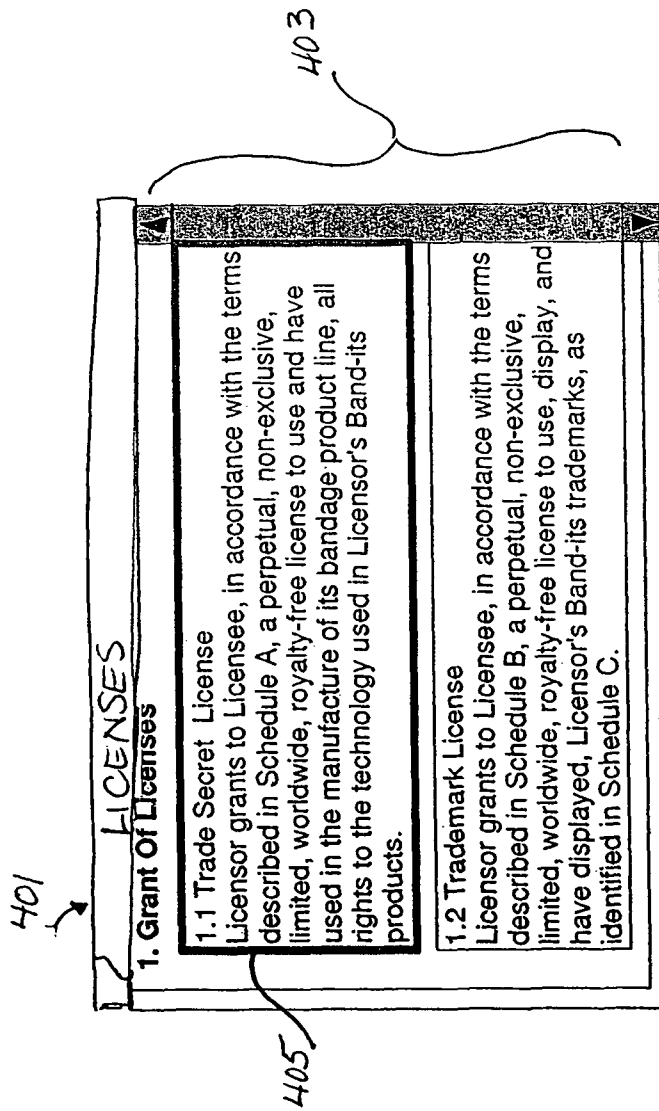 401
LICENSES
1. Grant Of Licenses
1.1 Trade Secret License
Licensor grants to Licensee, in accordance with the terms
described in Schedule A, a perpetual, non-exclusive,
limited, worldwide, royalty-free license to use and have
used in the manufacture of its bandage product line, all
rights to the technology used in Licensor's Band-its
products.
1.2 Trademark License
Licensor grants to Licensee, in accordance with the terms
described in Schedule B, a perpetual, non-exclusive,
limited, worldwide, royalty-free license to use, display, and
have displayed, Licensor's Band-its trademarks, as
identified in Schedule C.
403
405